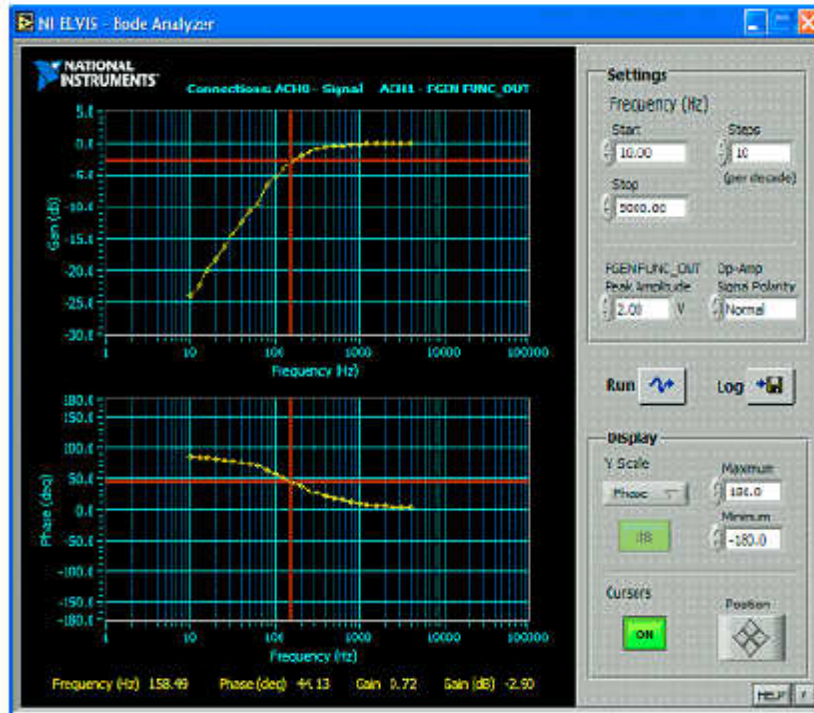 NI ELVIS - Bode Analyzer
NATIONAL
INSTRUMENTS
Connections: ACH0 - Signal ACH1 - FGEN FUNC_OUT
5.0
0.0
-5.0
-10.0
-15.0
-20.0
-25.0
-30.0
Gain (dB)
1 10 100 1000 10000 100000
Frequency (Hz)
180.0
150.0
100.0
50.0
0.0
-50.0
-100.0
-150.0
-180.0
Phase (deg)
1 10 100 1000 10000 100000
Frequency (Hz)
Frequency (Hz) 158.49 Phase (deg) 44.13 Gain 0.72 Gain (dB) -2.90
Settings
Frequency (Hz)
Start Steps
10.00 10
(per decade)
Stop
5000.00
FGEN FUNC_OUT Op-Amp
Peak Amplitude Signal Polarity
2.00 V Normal
Run Log
Display
Y Scale Maximum
Phase
Minimum
dB -180.0
Cursers Position
ON
HELP